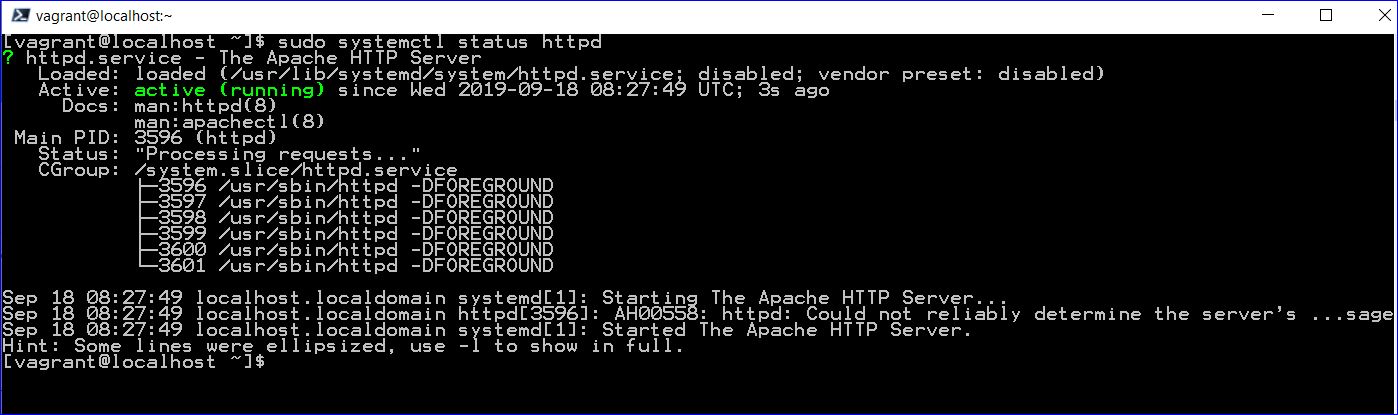 vagrant@localhost:~
[vagrant@localhost ~]$ sudo systemctl status httpd
? httpd.service - The Apache HTTP Server
   Loaded: loaded (/usr/lib/systemd/system/httpd.service; disabled; vendor preset: disabled)
   Active: active (running) since Wed 2019-09-18 08:27:49 UTC; 3s ago
     Docs: man:httpd(8)
           man:apachectl(8)
 Main PID: 3596 (httpd)
   Status: "Processing requests..."
   CGroup: /system.slice/httpd.service
           ├─3596 /usr/sbin/httpd -DFOREGROUND
           ├─3597 /usr/sbin/httpd -DFOREGROUND
           ├─3598 /usr/sbin/httpd -DFOREGROUND
           ├─3599 /usr/sbin/httpd -DFOREGROUND
           ├─3600 /usr/sbin/httpd -DFOREGROUND
           └─3601 /usr/sbin/httpd -DFOREGROUND
Sep 18 08:27:49 localhost.localdomain systemd[1]: Starting The Apache HTTP Server...
Sep 18 08:27:49 localhost.localdomain httpd[3596]: AH00558: httpd: Could not reliably determine the server's ...sage
Sep 18 08:27:49 localhost.localdomain systemd[1]: Started The Apache HTTP Server.
Hint: Some lines were ellipsized, use -l to show in full.
[vagrant@localhost ~]$